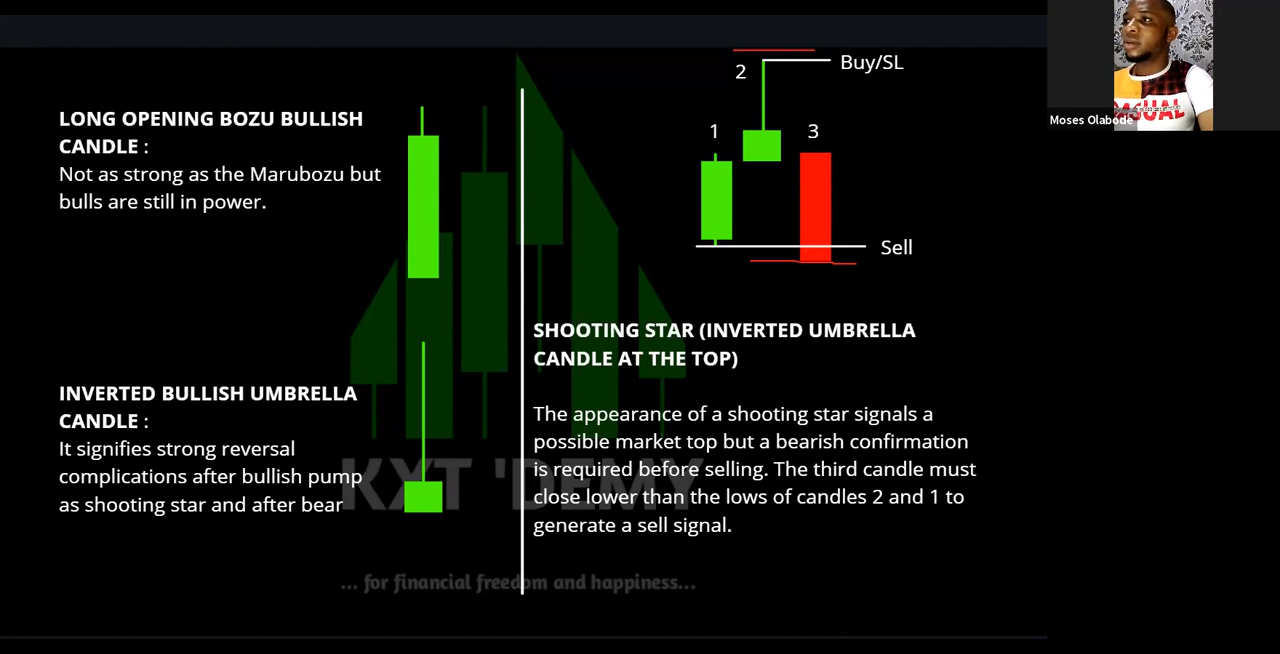 LONG OPENING BOZU BULLISH
CANDLE :
Not as strong as the Marubozu but
bulls are still in power.
INVERTED BULLISH UMBRELLA
CANDLE :
It signifies strong reversal
complications after bullish pump
as shooting star and after bear
2
Buy/SL
1
3
Sell
SHOOTING STAR (INVERTED UMBRELLA
CANDLE AT THE TOP)
The appearance of a shooting star signals a
possible market top but a bearish confirmation
is required before selling. The third candle must
close lower than the lows of candles 2 and 1 to
generate a sell signal.
KXT 'DEMY
... for financial freedom and happiness...
Moses Olabode